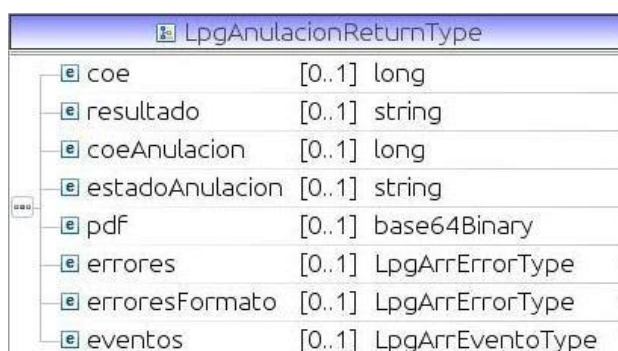 LpgAnulacionReturnType
e coe [0..1] long
e resultado [0..1] string
e coeAnulacion [0..1] long
e estadoAnulacion [0..1] string
e pdf [0..1] base64Binary
e errores [0..1] LpgArrErrorType
e erroresFormato [0..1] LpgArrErrorType
e eventos [0..1] LpgArrEventoType